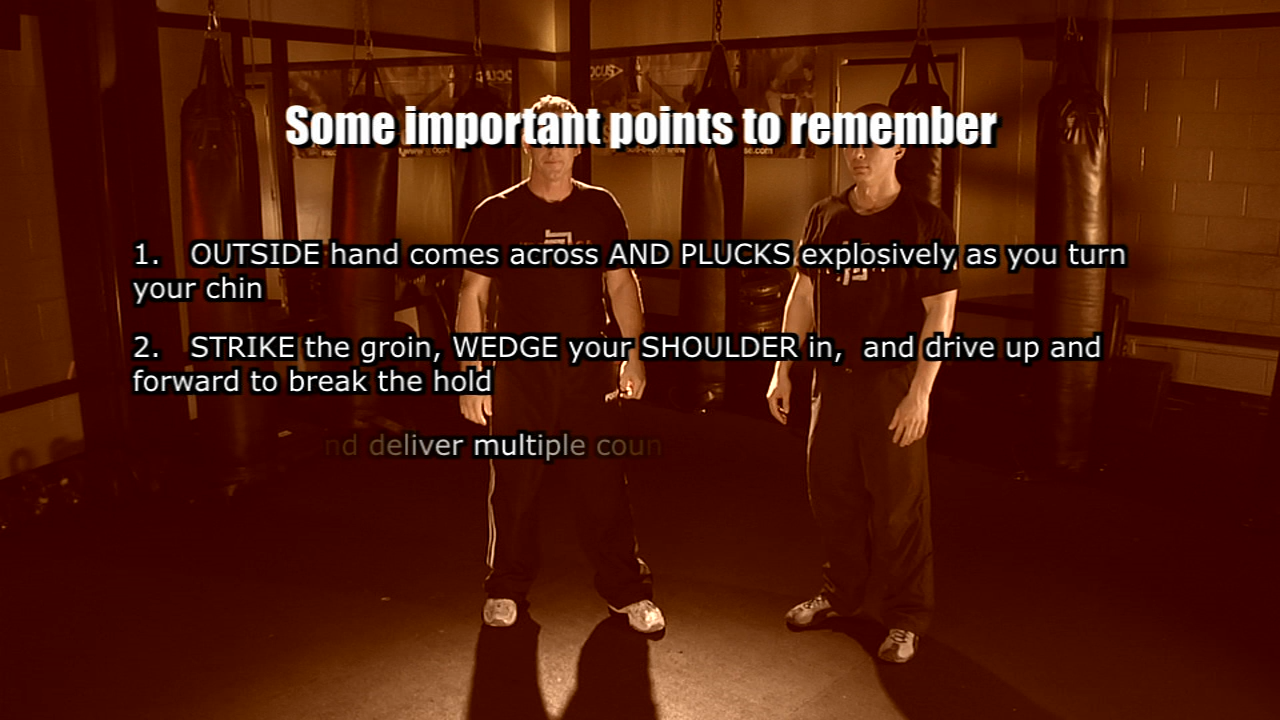 Some important points to remember
1. OUTSIDE hand comes across AND PLUCKS explosively as you turn
your chin
2. STRIKE the groin, WEDGE your SHOULDER in, and drive up and
forward to break the hold
deliver multiple